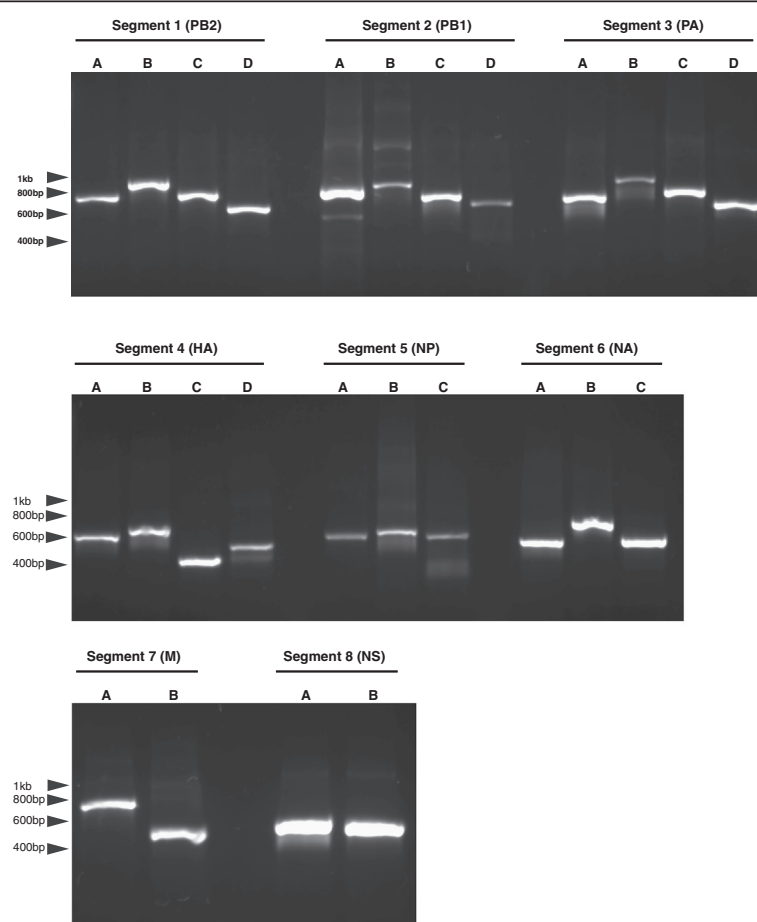 Segment 1 (PB2) Segment 2 (PB1) Segment 3 (PA)
A B C D A B C D A B C D
1kb
800bp
600bp
400bp
Segment 4 (HA) Segment 5 (NP) Segment 6 (NA)
A B C D A B C A B C
1kb
800bp
600bp
400bp
Segment 7 (M) Segment 8 (NS)
A B A B
1kb
800bp
600bp
400bp